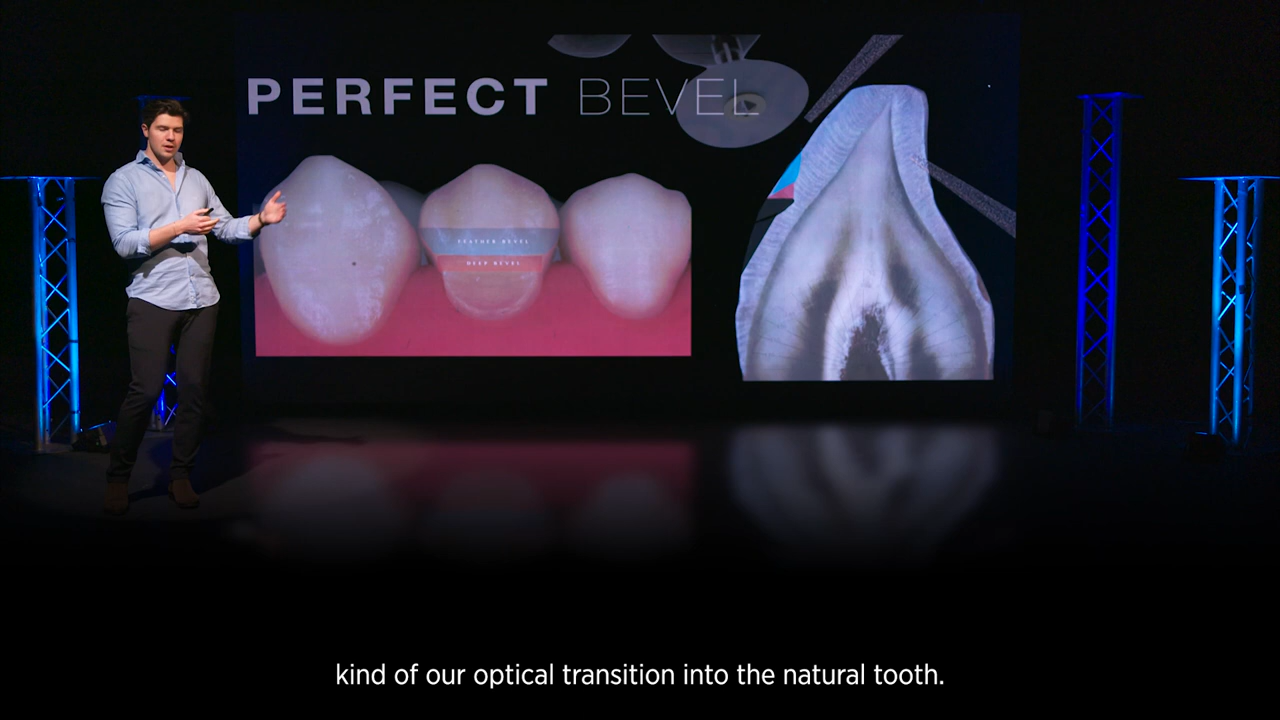 PERFECT BEVEL
FEATHER BEVEL
DEEP BEVEL
kind of our optical transition into the natural tooth.